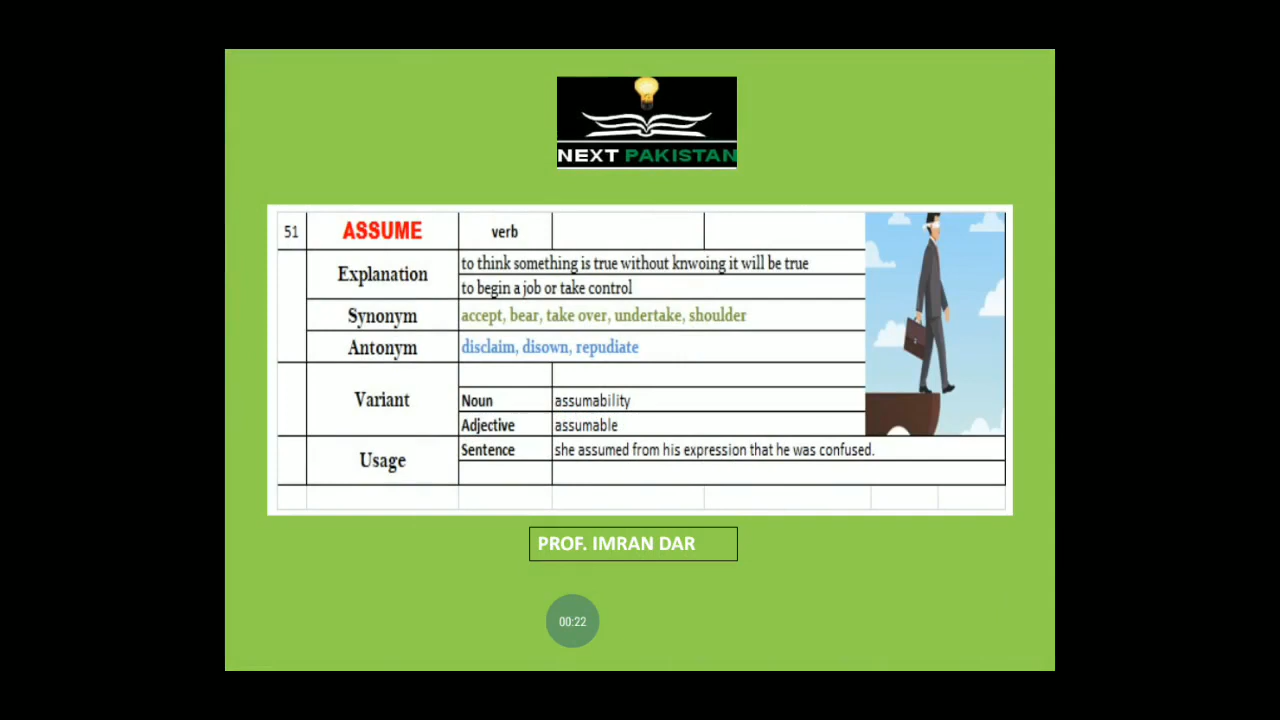 NEXT PAKISTAN
51 ASSUME verb
Explanation
to think something is true without knwoing it will be true
to begin a job or take control
Synonym accept, bear, take over, undertake, shoulder
Antonym disclaim, disown, repudiate
Variant
Noun assumability
Adjective assumable
Usage
Sentence she assumed from his expression that he was confused.
PROF. IMRAN DAR
00:22